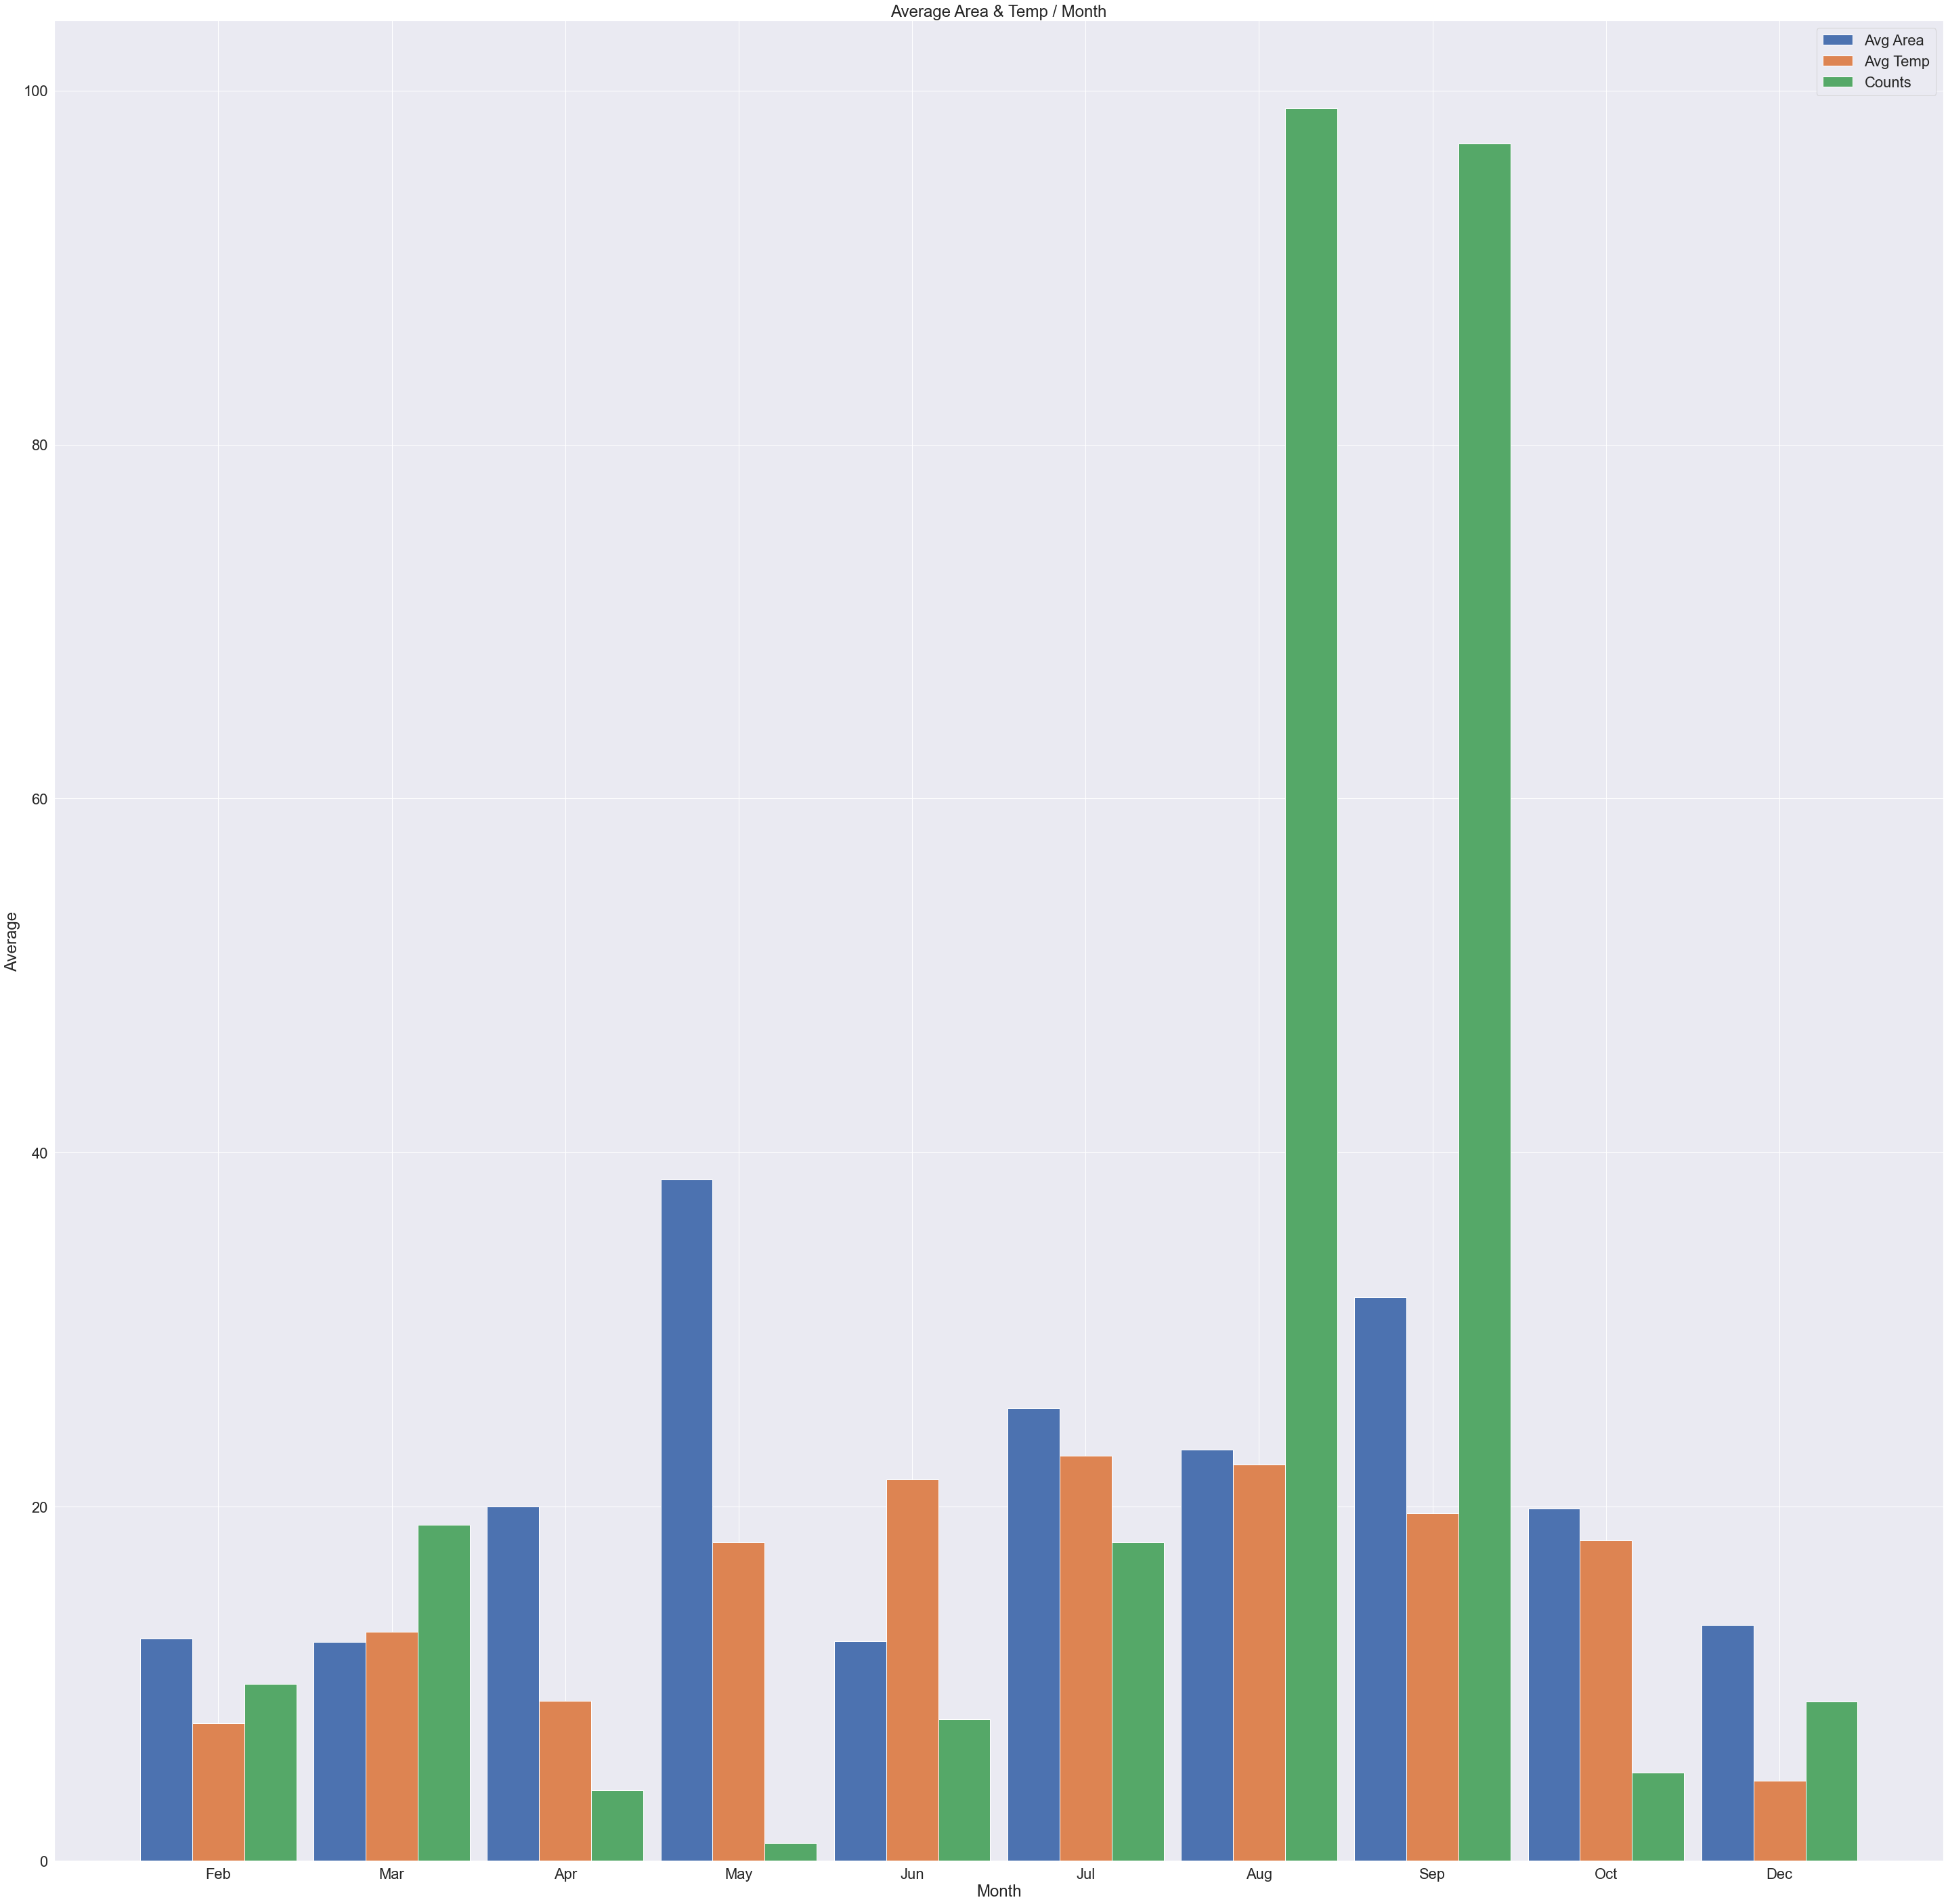 Average Area & Temp / Month
Avg Area
Avg Temp
Counts
100
80
60
40
20
0
Average
Feb Mar Apr May Jun Jul Aug Sep Oct Dec
Month